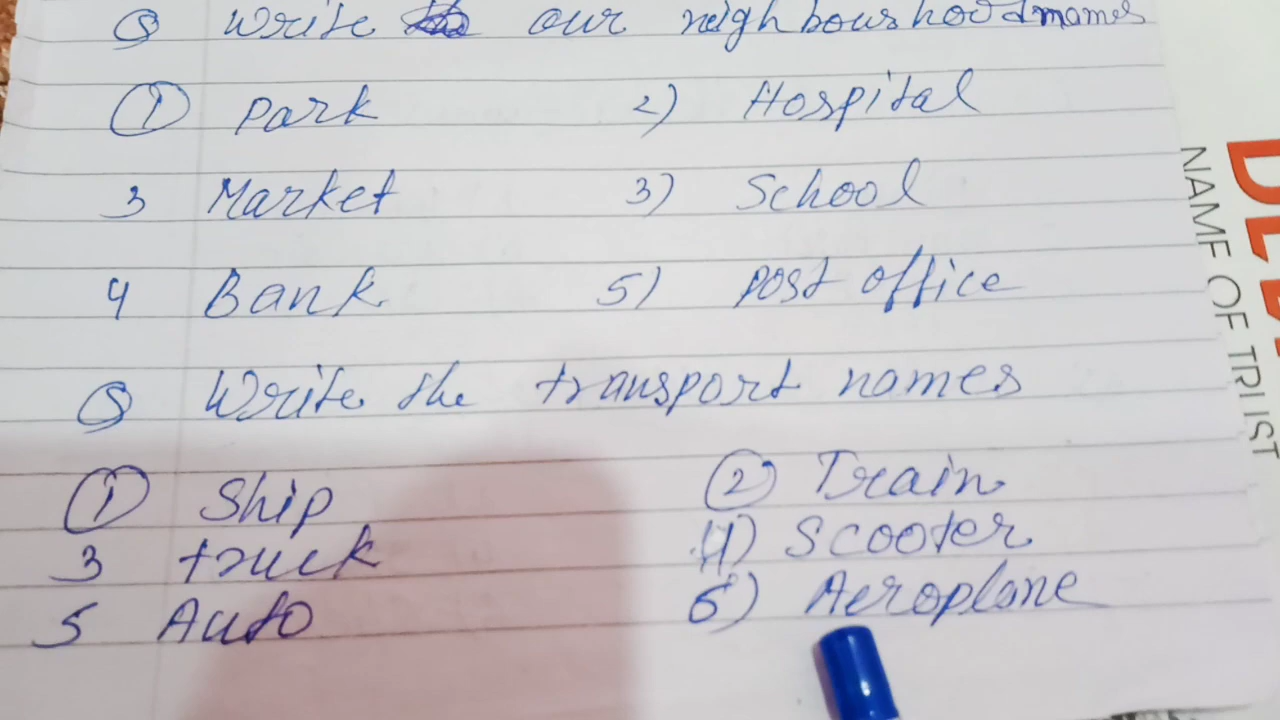 Q Write our neighbourhood names
① Park 2) Hospital
3 Market 3) School
4 Bank 5) post office
Q Write the transport names
① Ship ② Train
3 truck 4) Scooter
5 Auto 6) Aeroplane
NAME OF TRUST